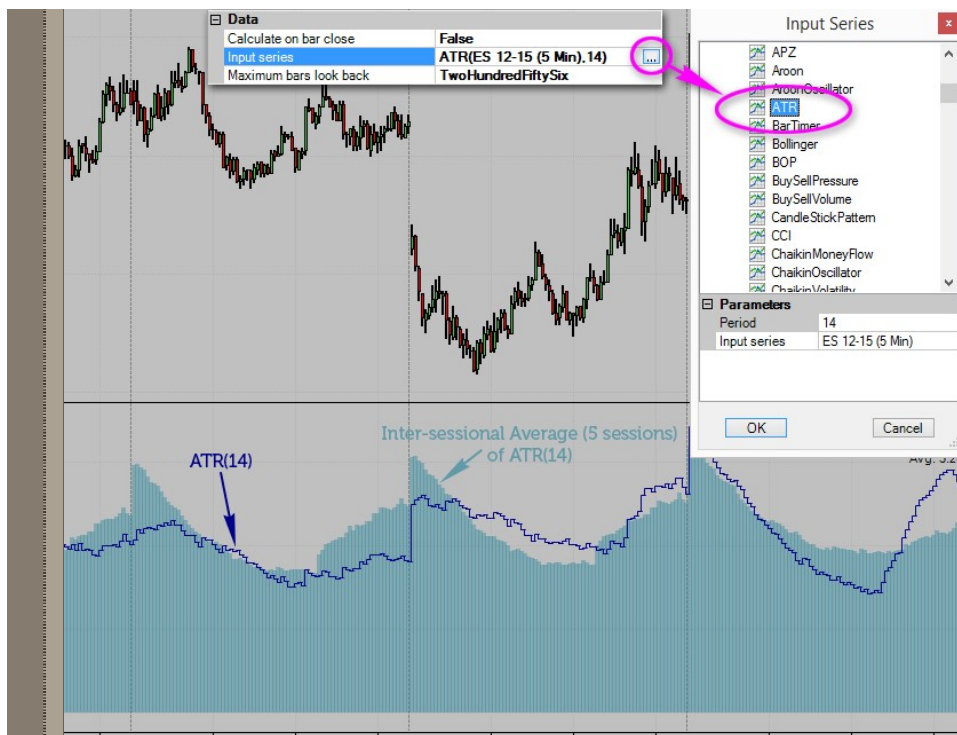 Data
Calculate on bar close False
Input series ATR(ES 12-15 (5 Min),14) ...
Maximum bars look back TwoHundredFiftySix
Input Series
x
APZ
Aroon
AroonOscillator
ATR
BarTimer
Bollinger
BOP
BuySellPressure
BuySellVolume
CandleStickPattern
CCI
ChaikinMoneyFlow
ChaikinOscillator
ChaikinVolatility
Parameters
Period 14
Input series ES 12-15 (5 Min)
OK Cancel
Inter-sessional Average (5 sessions)
of ATR(14)
ATR(14)